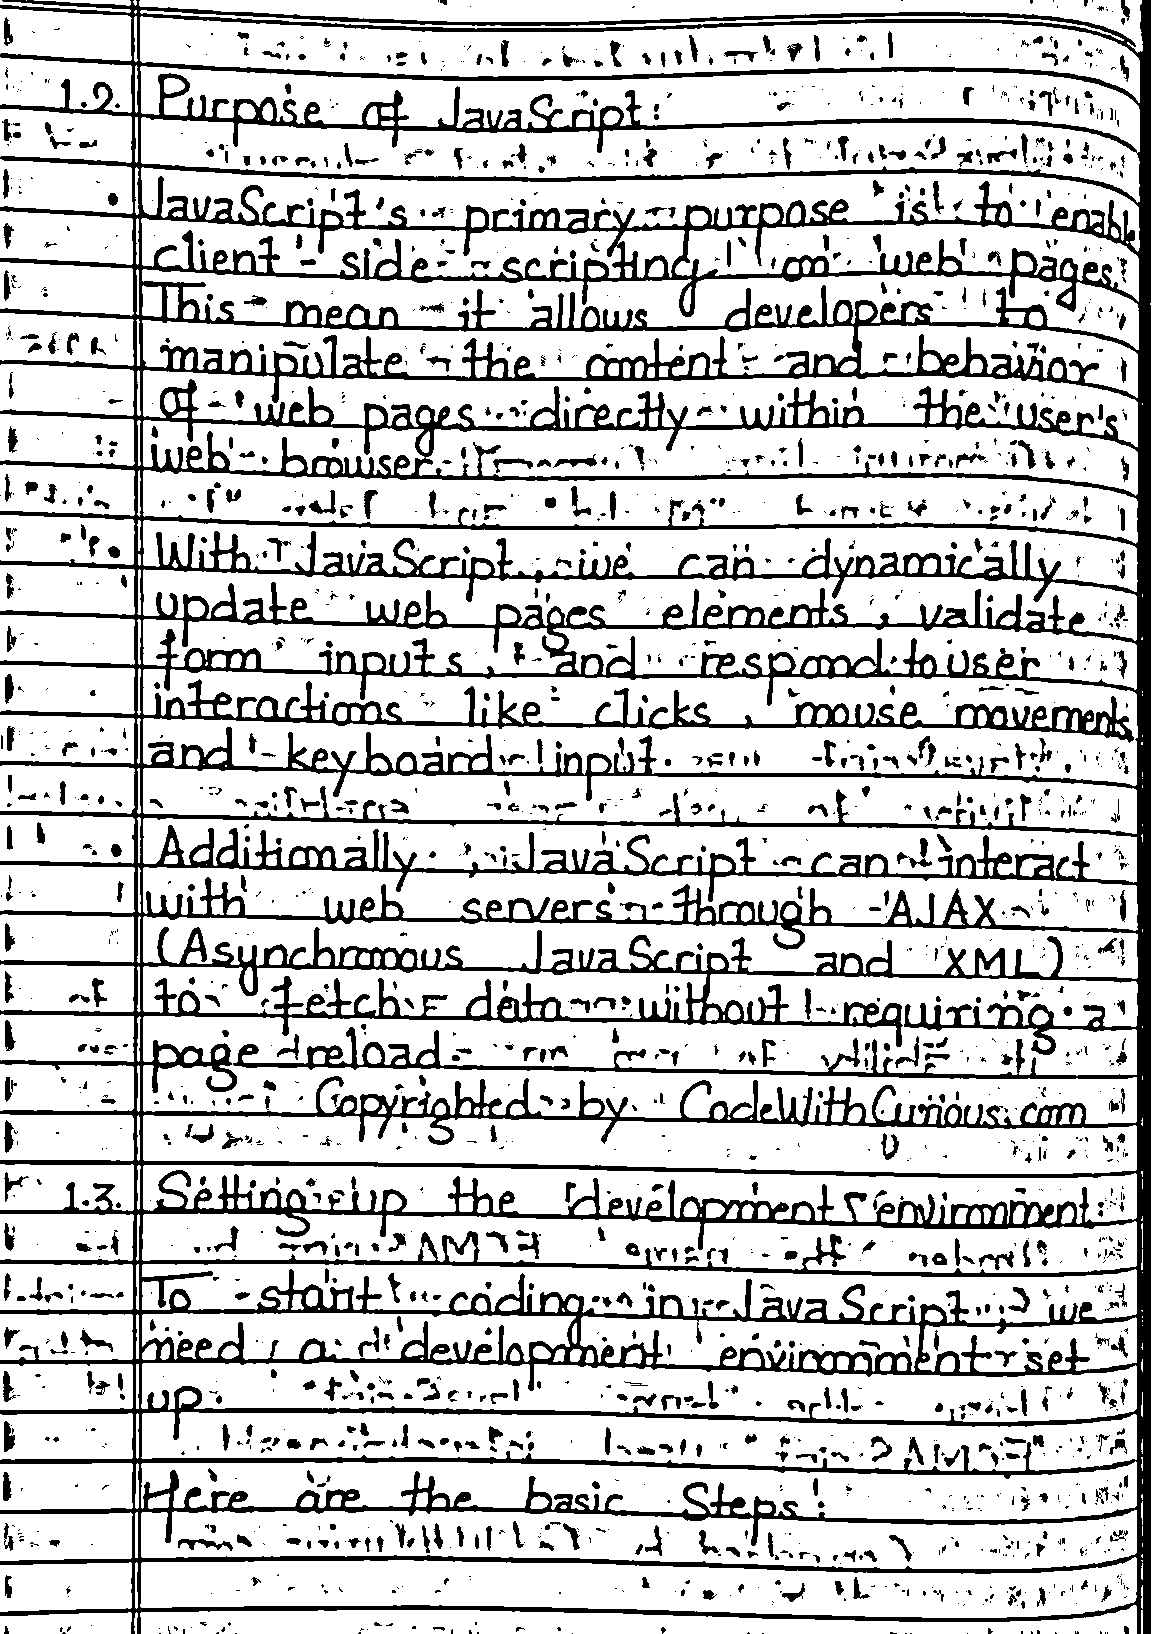 1.2. Purpose of JavaScript:
• JavaScript's primary purpose is to enable
client - side scripting on web pages.
This mean it allows developers to
manipulate the content and behavior
of web pages directly within the user's
web browser.
• With JavaScript, we can dynamically
update web pages elements, validate
form inputs, and respond to user
interactions like clicks, mouse movements
and keyboard input.
• Additionally, JavaScript can interact
with web servers through AJAX
(Asynchronous JavaScript and XML)
to fetch data without requiring a
page reload.
Copyrighted by CodeWithCurious.com
1.3. Setting up the development environment:
To start coding in JavaScript, we
need a development environment set
up.
Here are the basic Steps: